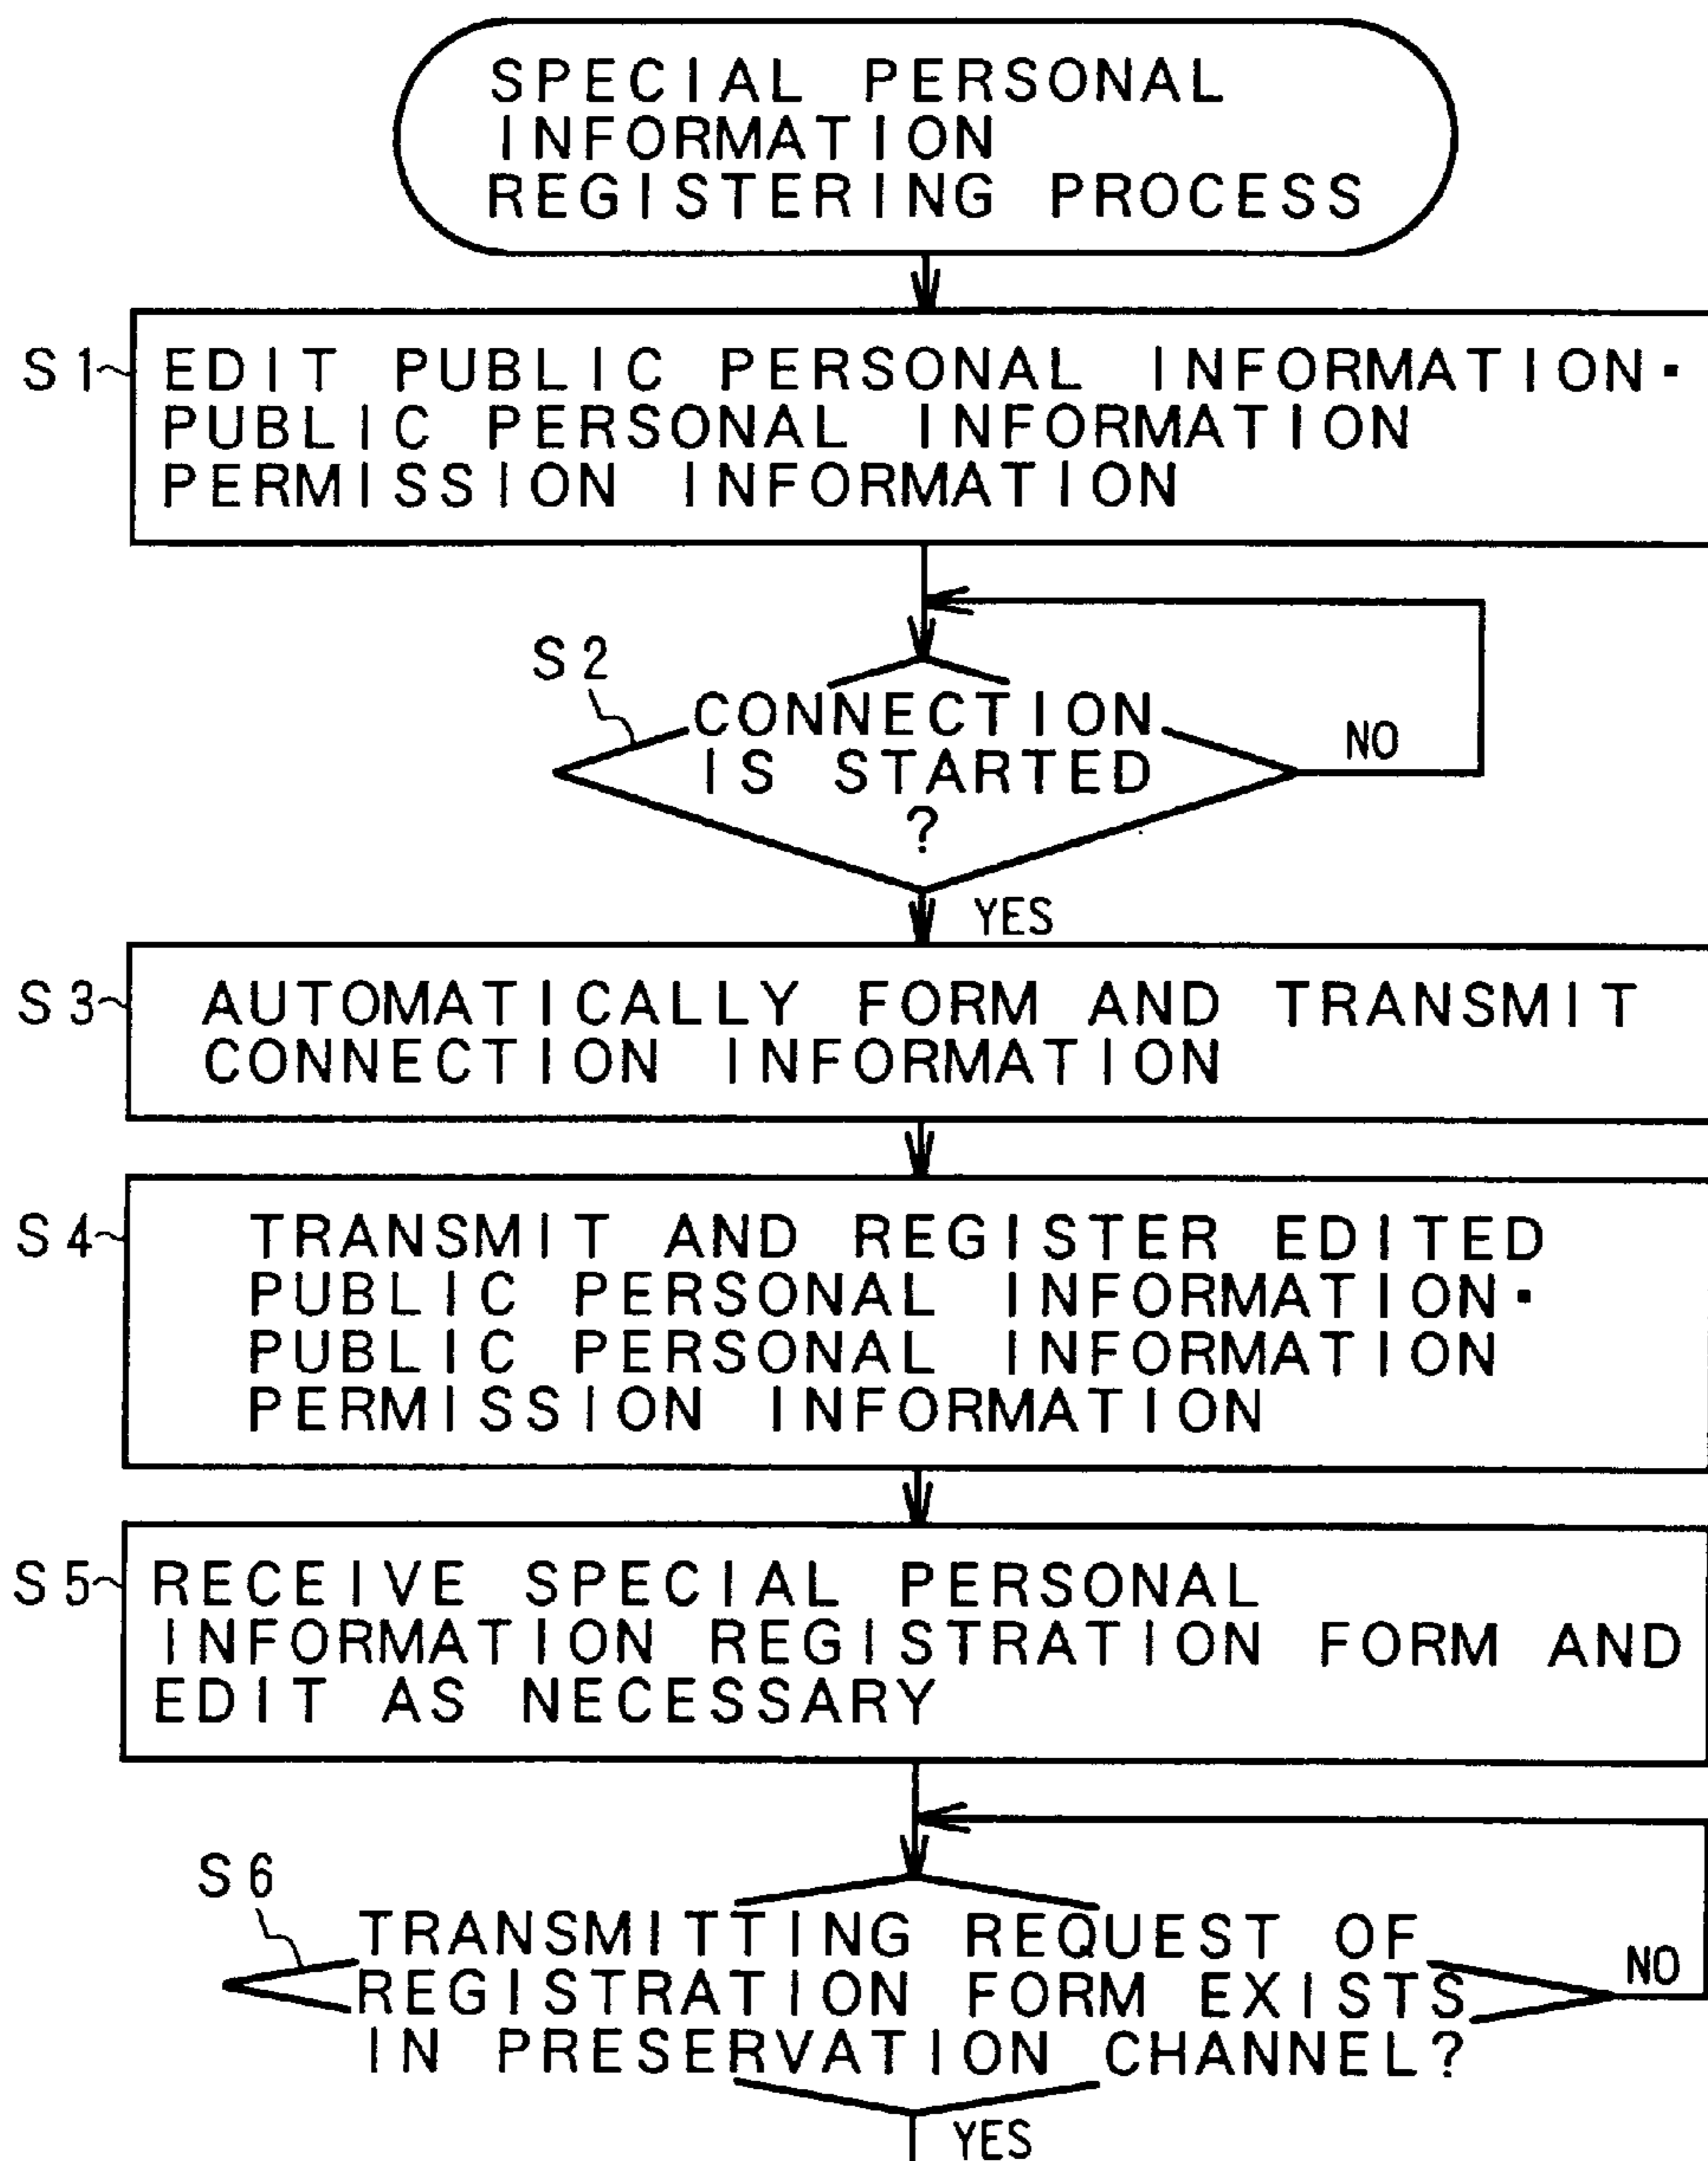 SPECIAL PERSONAL
INFORMATION
REGISTERING PROCESS
S1
EDIT PUBLIC PERSONAL INFORMATION・
PUBLIC PERSONAL INFORMATION
PERMISSION INFORMATION
S2
CONNECTION
IS STARTED
?
NO
YES
S3
AUTOMATICALLY FORM AND TRANSMIT
CONNECTION INFORMATION
S4
TRANSMIT AND REGISTER EDITED
PUBLIC PERSONAL INFORMATION・
PUBLIC PERSONAL INFORMATION
PERMISSION INFORMATION
S5
RECEIVE SPECIAL PERSONAL
INFORMATION REGISTRATION FORM AND
EDIT AS NECESSARY
S6
TRANSMITTING REQUEST OF
REGISTRATION FORM EXISTS
IN PRESERVATION CHANNEL?
NO
YES